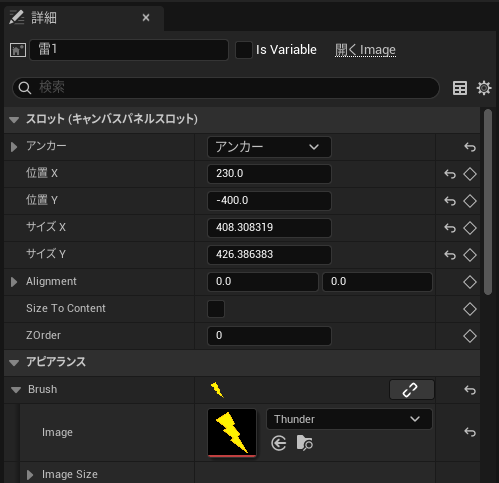 詳細
雷1
Is Variable
開く Image
検索
スロット (キャンバスパネルスロット)
アンカー
アンカー
位置 X
230.0
位置 Y
-400.0
サイズ X
408.308319
サイズ Y
426.386383
Alignment
0.0
0.0
Size To Content
ZOrder
0
アピアランス
Brush
Image
Thunder
Image Size